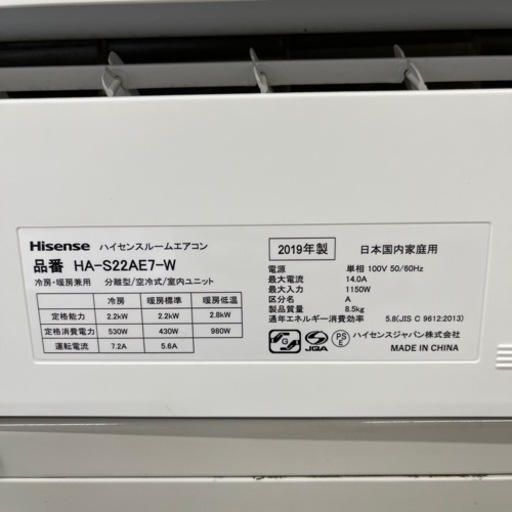 Hisense ハイセンスルームエアコン
品番 HA-S22AE7-W
冷房・暖房兼用 分離型/空冷式/室内ユニット
冷房 暖房標準 暖房低温
定格能力 2.2kW 2.2kW 2.8kW
定格消費電力 530W 430W 980W
運転電流 7.2A 5.6A
2019年製 日本国内家庭用
電源 単相 100V 50/60Hz
最大電流 14.0A
最大入力 1150W
区分名 A
製品質量 8.5kg
通年エネルギー消費効率 5.8(JIS C 9612:2013)
G JQA PS E ハイセンスジャパン株式会社
MADE IN CHINA